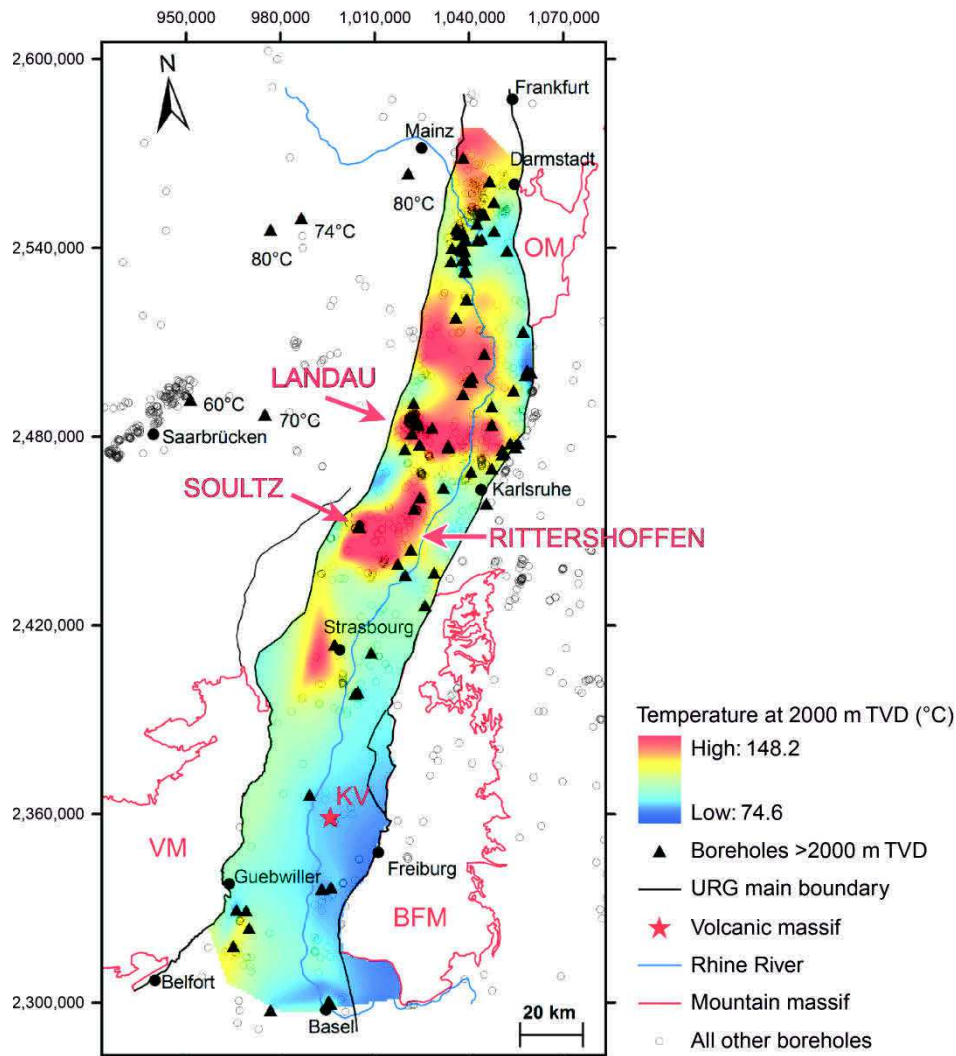 950,000 980,000 1,010,000 1,040,000 1,070,000
2,600,000
N
Frankfurt
Mainz
Darmstadt
80°C
74°C
80°C
2,540,000
OM
LANDAU
60°C
70°C
2,480,000
Saarbrücken
SOULTZ
Karlsruhe
RITTERSHOFFEN
2,420,000
Strasbourg
Temperature at 2000 m TVD (°C)
High: 148.2
Low: 74.6
2,360,000
KV
VM
Freiburg
Guebwiller
BFM
Boreholes >2000 m TVD
URG main boundary
Volcanic massif
Rhine River
Mountain massif
All other boreholes
Belfort
2,300,000
Basel
20 km